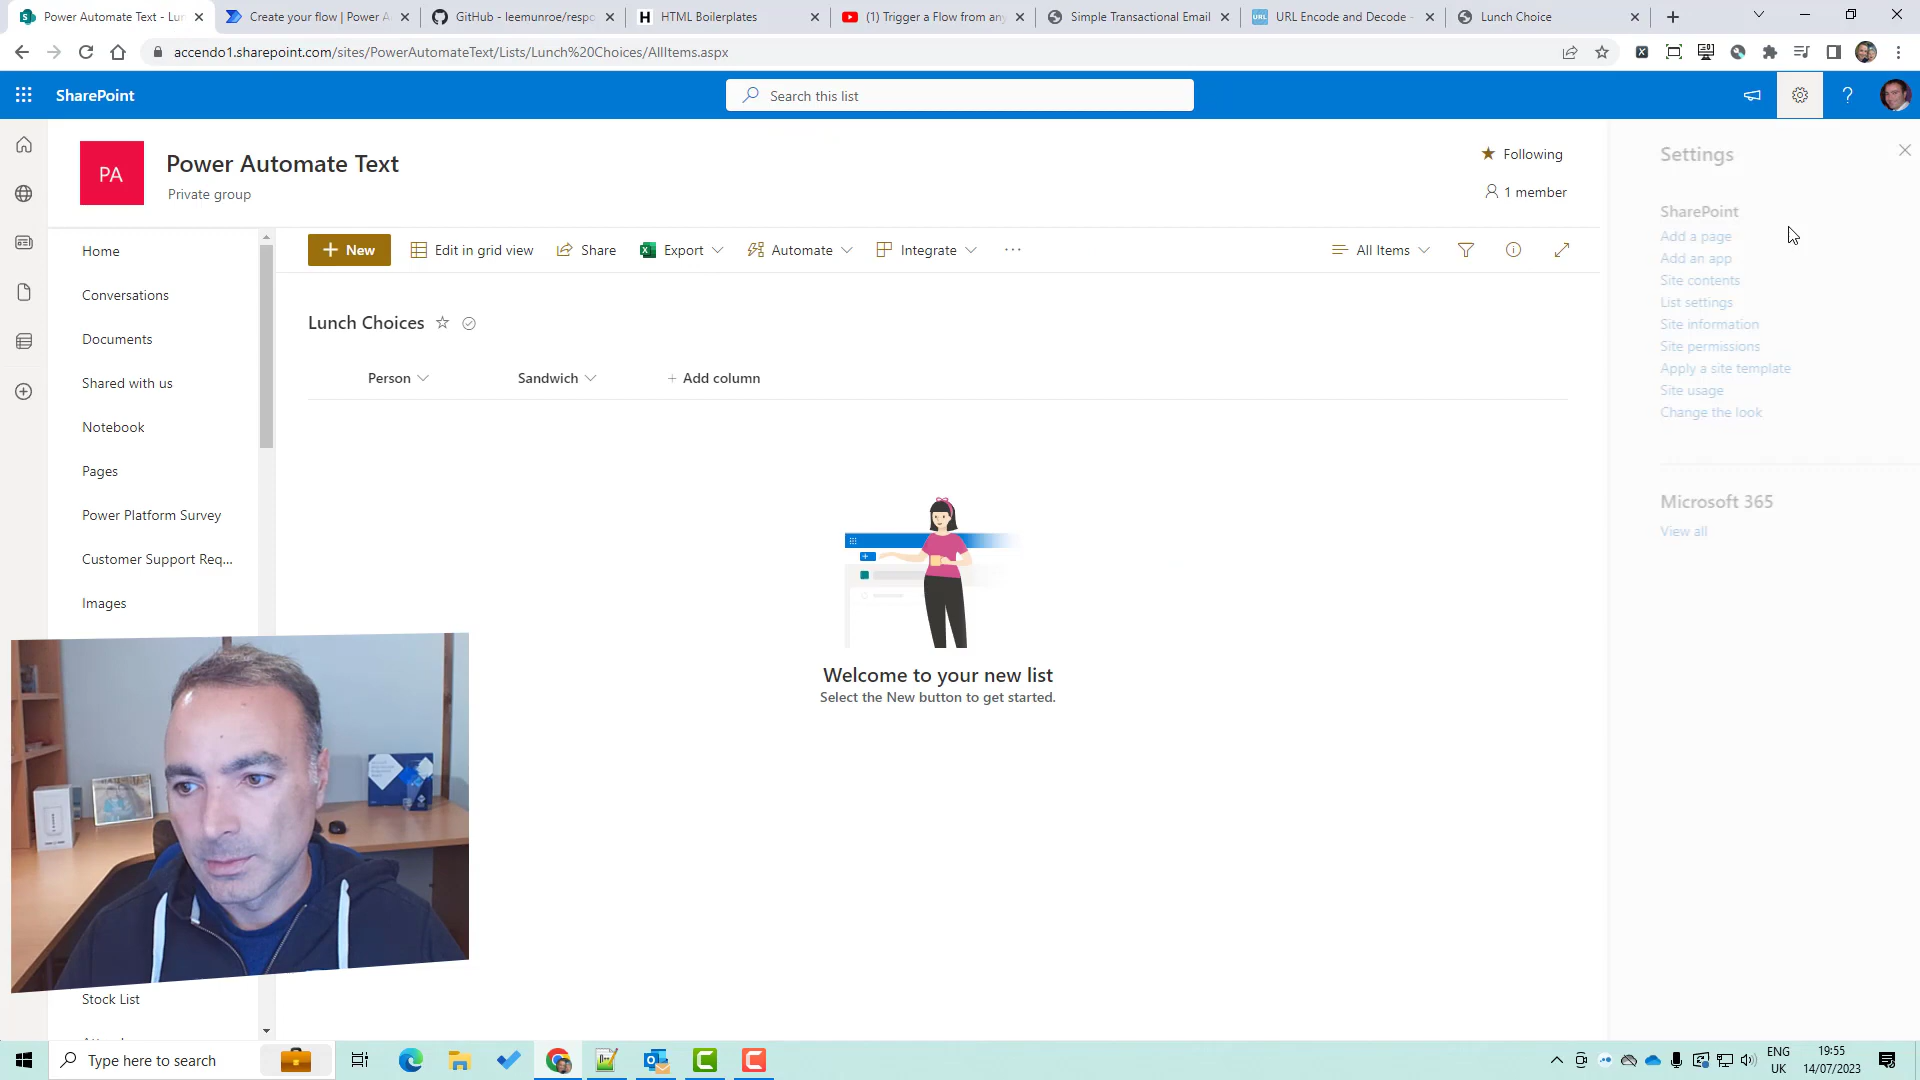 Power Automate Text - Lu
Create your flow | Power A
GitHub - leemunroe/respo
HTML Boilerplates
(1) Trigger a Flow from an
Simple Transactional Email
URL Encode and Decode -
Lunch Choice
accendo1.sharepoint.com/sites/PowerAutomateText/Lists/Lunch%20Choices/AllItems.aspx
SharePoint
Search this list
PA
Power Automate Text
Private group
Following
1 member
Settings
SharePoint
Add a page
Add an app
Site contents
List settings
Site information
Site permissions
Apply a site template
Site usage
Change the look
Microsoft 365
View all
Home
Conversations
Documents
Shared with us
Notebook
Pages
Power Platform Survey
Customer Support Req...
Images
Stock List
+ New
Edit in grid view
Share
Export
Automate
Integrate
...
All Items
Lunch Choices
Person
Sandwich
+ Add column
Welcome to your new list
Select the New button to get started.
Type here to search
ENG
UK
19:55
14/07/2023